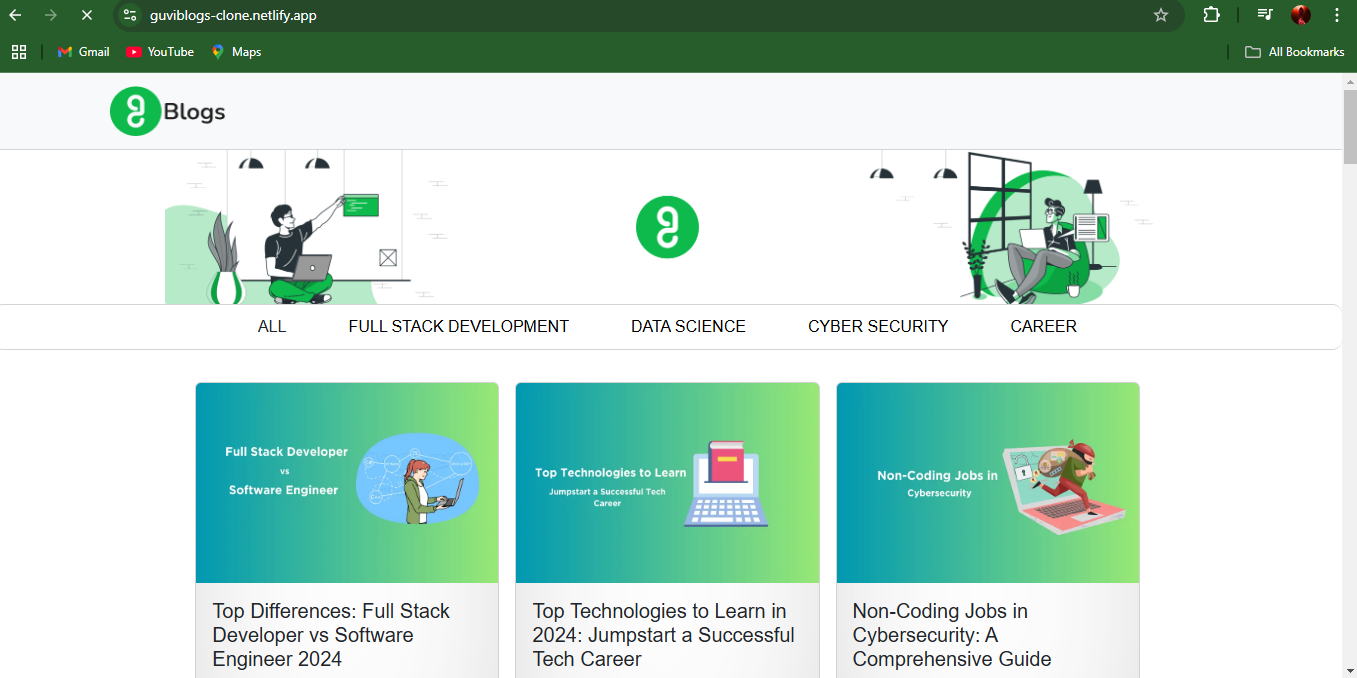 guviblogs-clone.netlify.app
Gmail
YouTube
Maps
All Bookmarks
Blogs
ALL
FULL STACK DEVELOPMENT
DATA SCIENCE
CYBER SECURITY
CAREER
Full Stack Developer
vs
Software Engineer
Top Technologies to Learn
Jumpstart a Successful Tech
Career
Non-Coding Jobs in
Cybersecurity
Top Differences: Full Stack
Developer vs Software
Engineer 2024
Top Technologies to Learn in
2024: Jumpstart a Successful
Tech Career
Non-Coding Jobs in
Cybersecurity: A
Comprehensive Guide